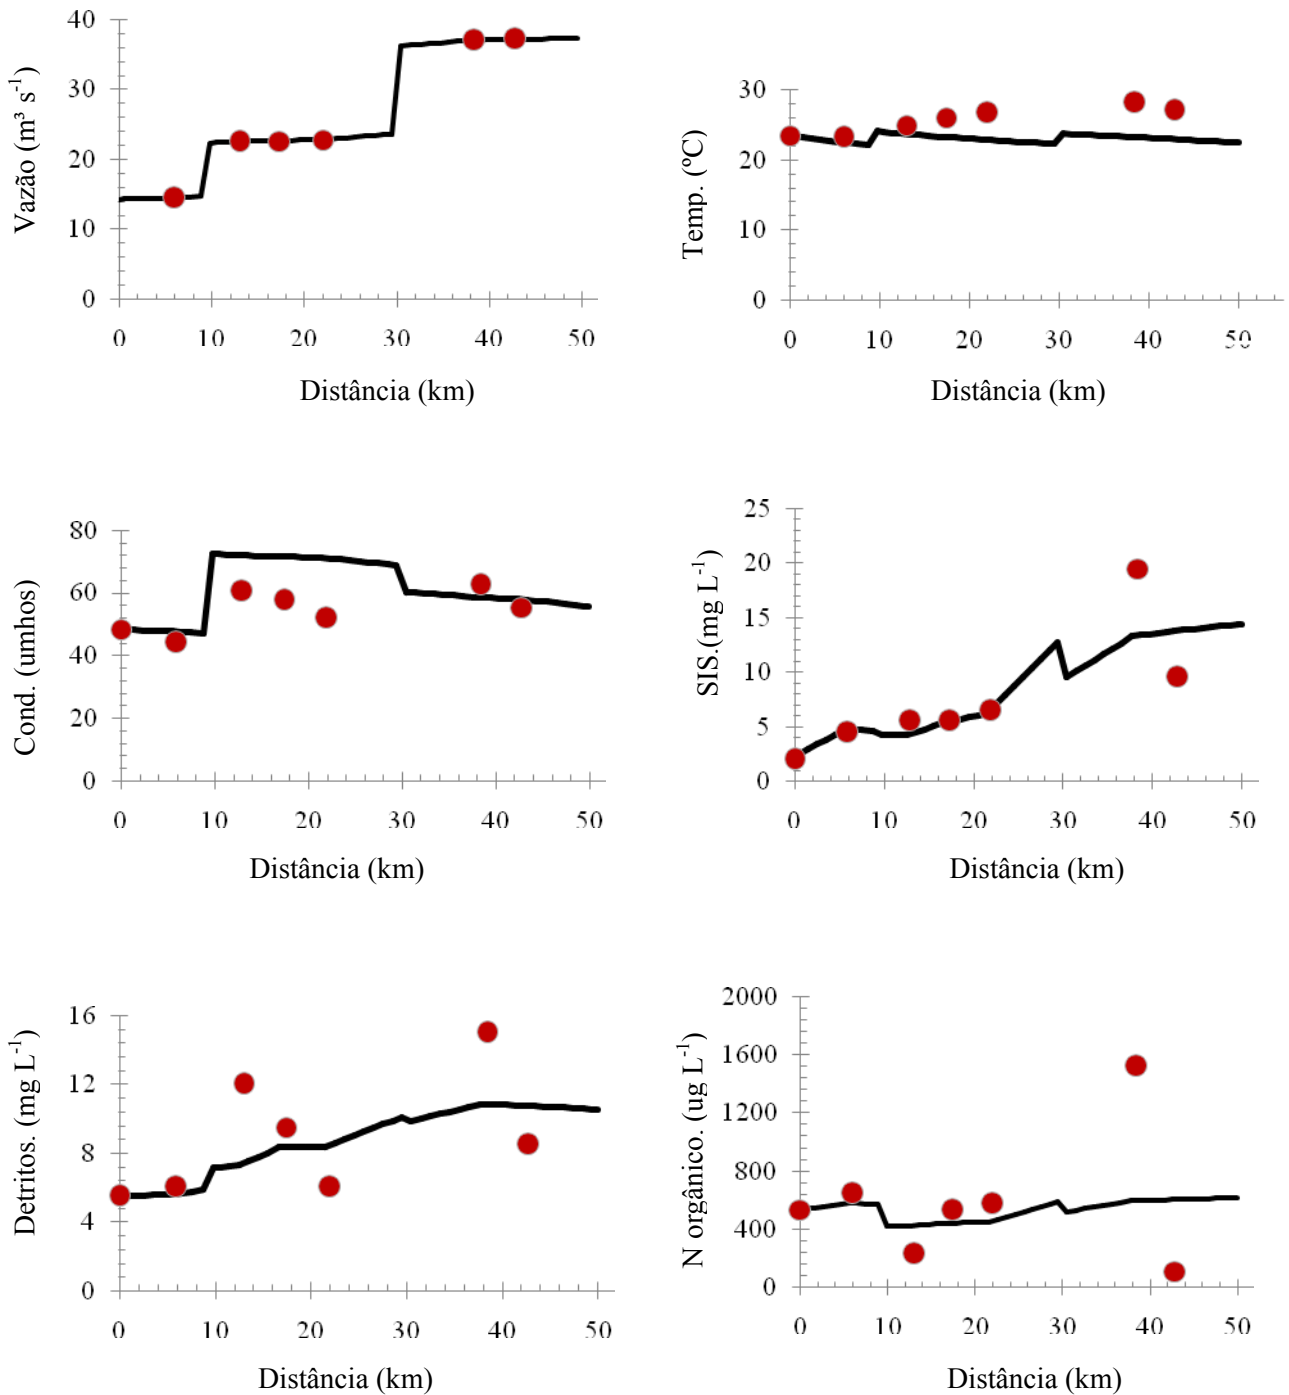 Vazão (m³ s⁻¹)
40
30
20
10
0
0 10 20 30 40 50
Distância (km)
Temp. (ºC)
30
20
10
0
0 10 20 30 40 50
Distância (km)
Cond. (umhos)
80
60
40
20
0
0 10 20 30 40 50
Distância (km)
SIS.(mg L⁻¹)
25
20
15
10
5
0
0 10 20 30 40 50
Distância (km)
Detritos. (mg L⁻¹)
16
12
8
4
0
0 10 20 30 40 50
Distância (km)
N orgânico. (ug L⁻¹)
2000
1600
1200
800
400
0
0 10 20 30 40 50
Distância (km)